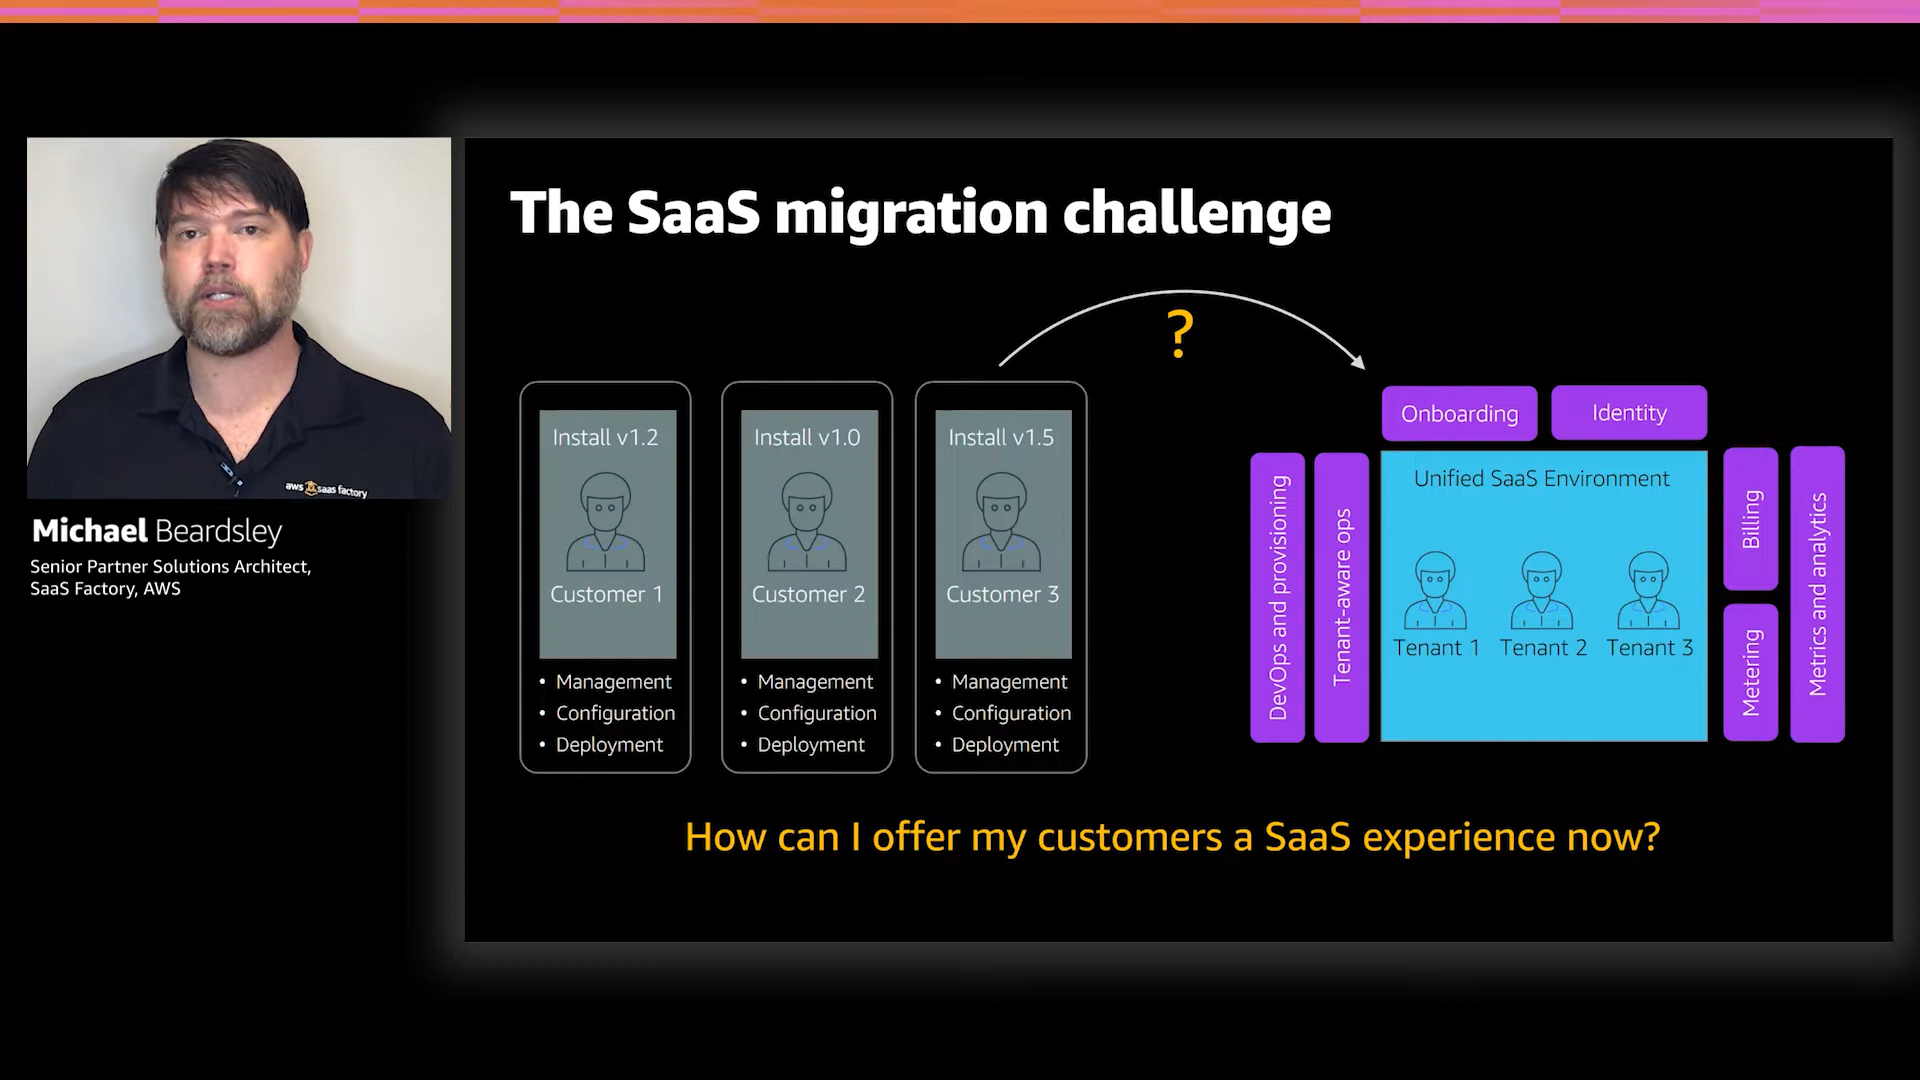 The SaaS migration challenge
?
Install v1.2
Customer 1
• Management
• Configuration
• Deployment
Install v1.0
Customer 2
• Management
• Configuration
• Deployment
Install v1.5
Customer 3
• Management
• Configuration
• Deployment
Onboarding
Identity
DevOps and provisioning
Tenant-aware ops
Unified SaaS Environment
Tenant 1
Tenant 2
Tenant 3
Billing
Metering
Metrics and analytics
How can I offer my customers a SaaS experience now?
aws saas factory
Michael Beardsley
Senior Partner Solutions Architect,
SaaS Factory, AWS